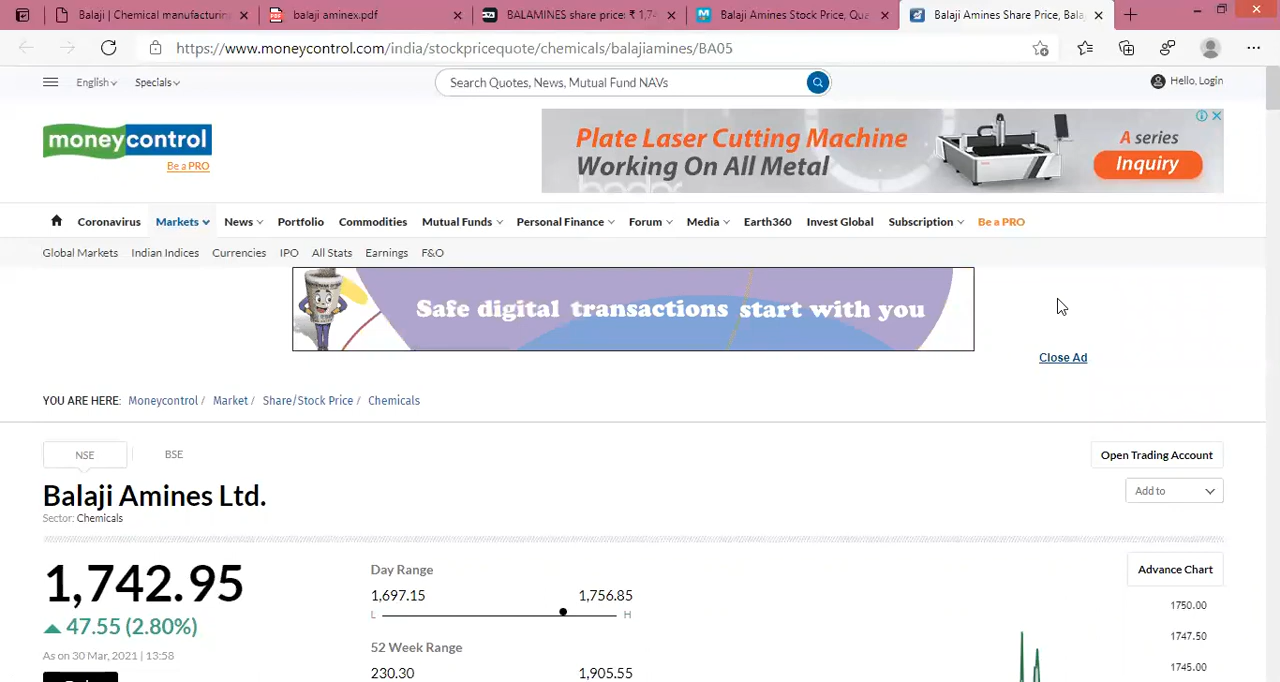 Balaji | Chemical manufacturin
balaji aminex.pdf
BALAMINES share price: ₹ 1,74
Balaji Amines Stock Price, Quo
Balaji Amines Share Price, Bala
https://www.moneycontrol.com/india/stockpricequote/chemicals/balajiamines/BA05
English
Specials
Search Quotes, News, Mutual Fund NAVs
Hello, Login
moneycontrol
Be a PRO
Plate Laser Cutting Machine
Working On All Metal
A series
Inquiry
Coronavirus Markets News Portfolio Commodities Mutual Funds Personal Finance Forum Media Earth360 Invest Global Subscription Be a PRO
Global Markets Indian Indices Currencies IPO All Stats Earnings F&O
Safe digital transactions start with you
Close Ad
YOU ARE HERE: Moneycontrol / Market / Share/Stock Price / Chemicals
NSE BSE
Open Trading Account
Balaji Amines Ltd.
Add to
Sector: Chemicals
1,742.95
47.55 (2.80%)
As on 30 Mar, 2021 | 13:58
Day Range
1,697.15 1,756.85
L H
52 Week Range
230.30 1,905.55
Advance Chart
1750.00
1747.50
1745.00